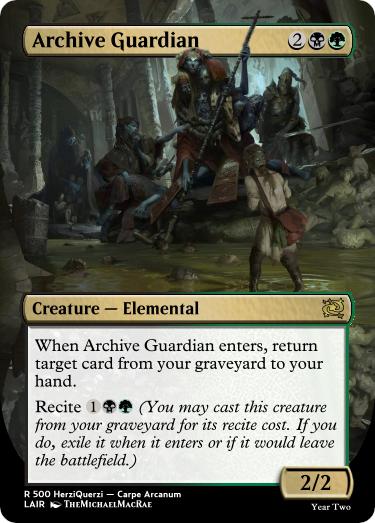 Archive Guardian 2
Creature — Elemental
When Archive Guardian enters, return
target card from your graveyard to your
hand.
Recite 1 (You may cast this creature
from your graveyard for its recite cost. If you
do, exile it when it enters or if it would leave
the battlefield.)
2/2
R 500 HerziQuerzi — Carpe Arcanum
LAIR TheMichaelMacRae
Year Two